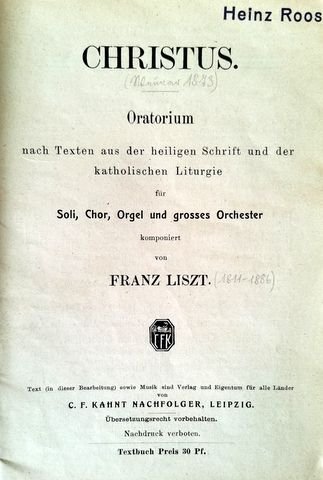 Heinz Roos
CHRISTUS.
(Weimar 1873)
Oratorium
nach Texten aus der heiligen Schrift und der
katholischen Liturgie
für
Soli, Chor, Orgel und grosses Orchester
komponiert
von
FRANZ LISZT. (1811-1886)
CFK
Text (in dieser Bearbeitung) sowie Musik sind Verlag und Eigentum für alle Länder
von
C. F. KAHNT NACHFOLGER, LEIPZIG.
Übersetzungsrecht vorbehalten.
Nachdruck verboten.
Textbuch Preis 30 Pf.